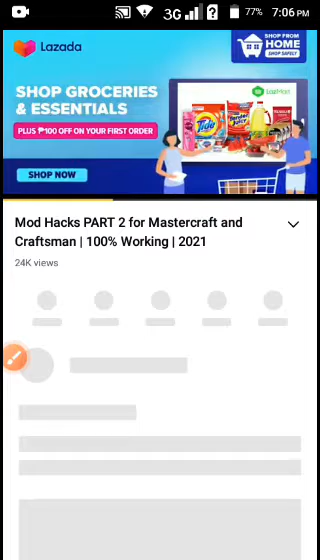 3G
?
77%
7:06 PM
Lazada
SHOP FROM
HOME
SHOP SAFELY
SHOP GROCERIES
& ESSENTIALS
PLUS ₱100 OFF ON YOUR FIRST ORDER
LazMart
Tide
Tender
Juicy
SHOP NOW
Mod Hacks PART 2 for Mastercraft and
Craftsman | 100% Working | 2021
24K views